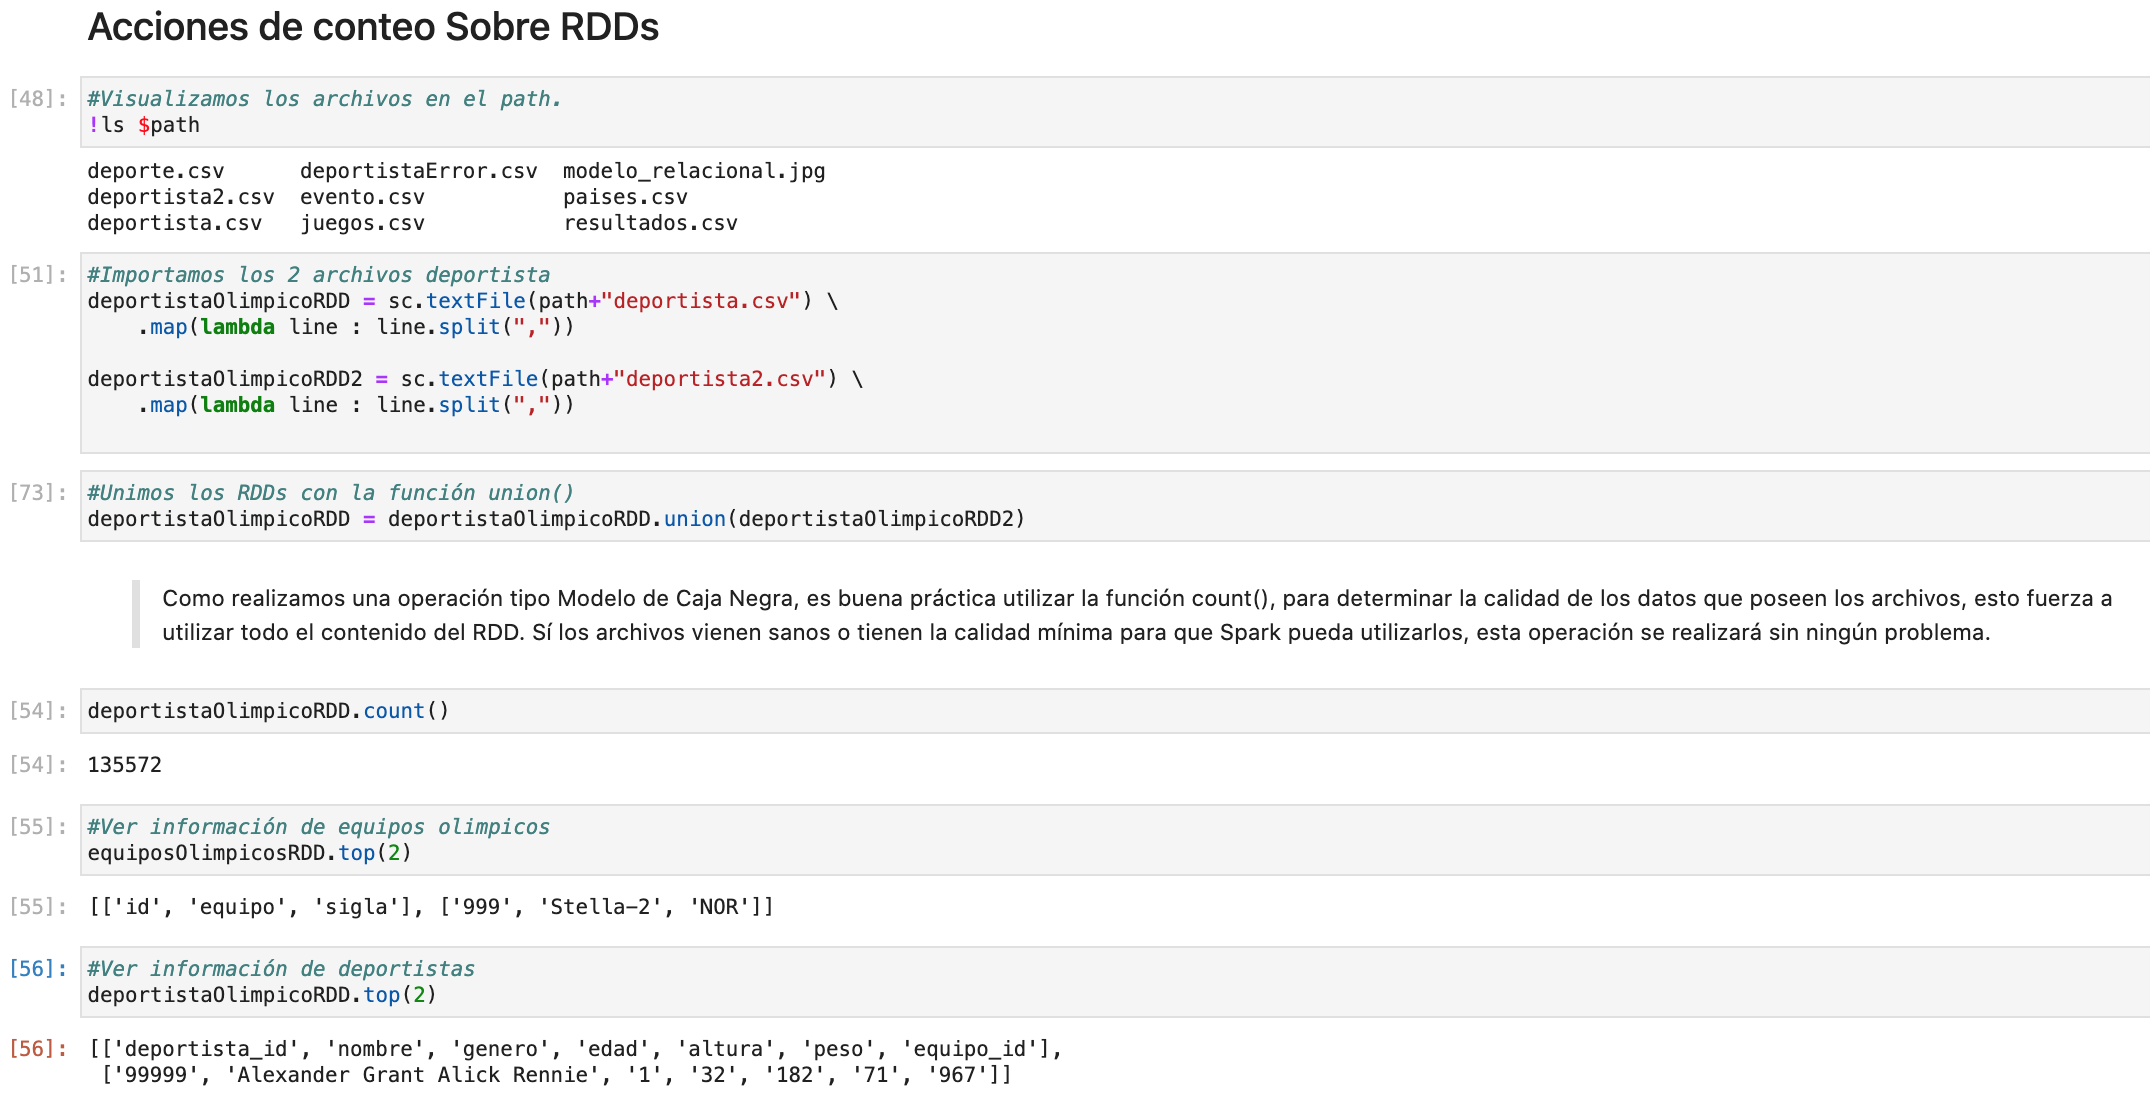 Acciones de conteo Sobre RDDs
[48]: #Visualizamos los archivos en el path.
!ls $path
deporte.csv      deportistaError.csv  modelo_relacional.jpg
deportista2.csv  evento.csv           paises.csv
deportista.csv   juegos.csv           resultados.csv
[51]: #Importamos los 2 archivos deportista
deportistaOlimpicoRDD = sc.textFile(path+"deportista.csv") \
    .map(lambda line : line.split(","))
deportistaOlimpicoRDD2 = sc.textFile(path+"deportista2.csv") \
    .map(lambda line : line.split(","))
[73]: #Unimos los RDDs con la función union()
deportistaOlimpicoRDD = deportistaOlimpicoRDD.union(deportistaOlimpicoRDD2)
Como realizamos una operación tipo Modelo de Caja Negra, es buena práctica utilizar la función count(), para determinar la calidad de los datos que poseen los archivos, esto fuerza a
utilizar todo el contenido del RDD. Sí los archivos vienen sanos o tienen la calidad mínima para que Spark pueda utilizarlos, esta operación se realizará sin ningún problema.
[54]: deportistaOlimpicoRDD.count()
[54]: 135572
[55]: #Ver información de equipos olimpicos
equiposOlimpicosRDD.top(2)
[55]: [['id', 'equipo', 'sigla'], ['999', 'Stella-2', 'NOR']]
[56]: #Ver información de deportistas
deportistaOlimpicoRDD.top(2)
[56]: [['deportista_id', 'nombre', 'genero', 'edad', 'altura', 'peso', 'equipo_id'],
 ['99999', 'Alexander Grant Alick Rennie', '1', '32', '182', '71', '967']]